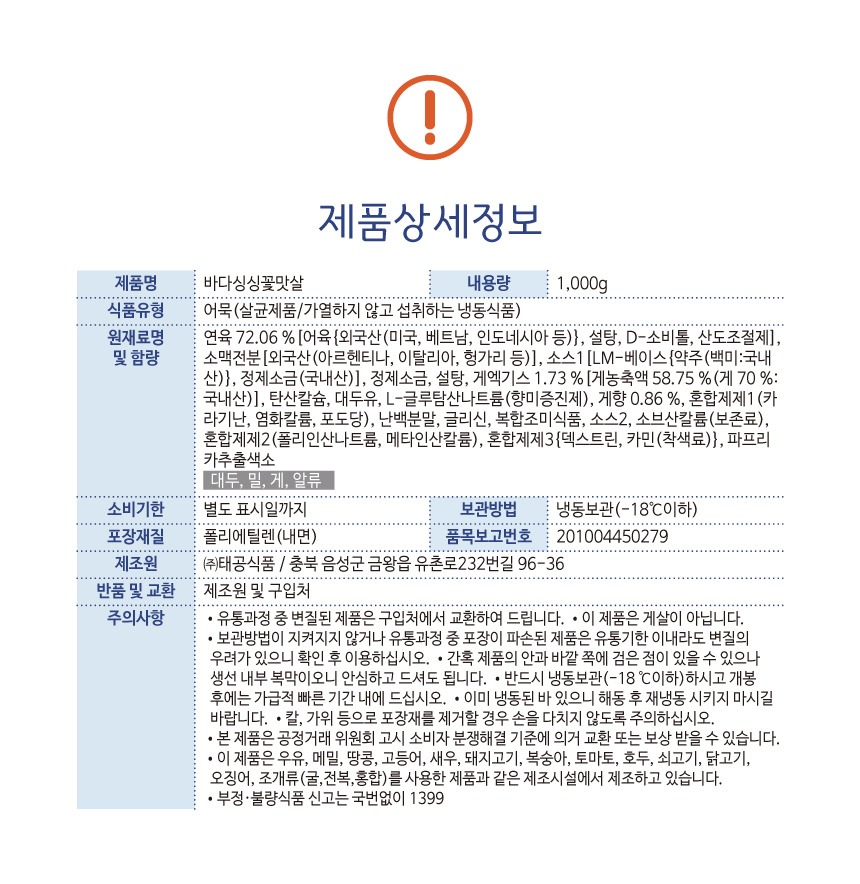 제품상세정보
제품명 바다싱싱꽃맛살 내용량 1,000g
식품유형 어묵(살균제품/가열하지 않고 섭취하는 냉동식품)
원재료명 연육 72.06 %[어육{외국산(미국, 베트남, 인도네시아 등)}, 설탕, D-소비톨, 산도조절제],
및 함량 소맥전분[외국산(아르헨티나, 이탈리아, 헝가리 등)], 소스1[LM-베이스{약주(백미:국내
산)}, 정제소금(국내산)], 정제소금, 설탕, 게엑기스 1.73 %[게농축액 58.75 %(게 70 %:
국내산)], 탄산칼슘, 대두유, L-글루탐산나트륨(향미증진제), 게향 0.86 %, 혼합제제1(카
라기난, 염화칼륨, 포도당), 난백분말, 글리신, 복합조미식품, 소스2, 소브산칼륨(보존료),
혼합제제2(폴리인산나트륨, 메타인산칼륨), 혼합제제3{덱스트린, 카민(착색료)}, 파프리
카추출색소
대두, 밀, 게, 알류
소비기한 별도 표시일까지 보관방법 냉동보관(-18℃이하)
포장재질 폴리에틸렌(내면) 품목보고번호 201004450279
제조원 ㈜태공식품 / 충북 음성군 금왕읍 유촌로232번길 96-36
반품 및 교환 제조원 및 구입처
주의사항 • 유통과정 중 변질된 제품은 구입처에서 교환하여 드립니다. • 이 제품은 게살이 아닙니다.
• 보관방법이 지켜지지 않거나 유통과정 중 포장이 파손된 제품은 유통기한 이내라도 변질의
우려가 있으니 확인 후 이용하십시오. • 간혹 제품의 안과 바깥 쪽에 검은 점이 있을 수 있으나
생선 내부 복막이오니 안심하고 드셔도 됩니다. • 반드시 냉동보관(-18 ℃이하)하시고 개봉
후에는 가급적 빠른 기간 내에 드십시오. • 이미 냉동된 바 있으니 해동 후 재냉동 시키지 마시길
바랍니다. • 칼, 가위 등으로 포장재를 제거할 경우 손을 다치지 않도록 주의하십시오.
• 본 제품은 공정거래 위원회 고시 소비자 분쟁해결 기준에 의거 교환 또는 보상 받을 수 있습니다.
• 이 제품은 우유, 메밀, 땅콩, 고등어, 새우, 돼지고기, 복숭아, 토마토, 호두, 쇠고기, 닭고기,
오징어, 조개류(굴,전복,홍합)를 사용한 제품과 같은 제조시설에서 제조하고 있습니다.
• 부정·불량식품 신고는 국번없이 1399